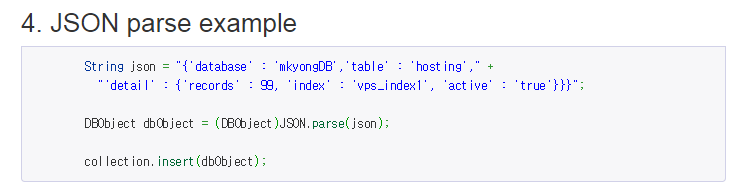 4. JSON parse example
String json = "{'database' : 'mkyongDB','table' : 'hosting'," +
"'detail' : {'records' : 99, 'index' : 'vps_index1', 'active' : 'true'}}}";
DBObject dbObject = (DBObject)JSON.parse(json);
collection.insert(dbObject);